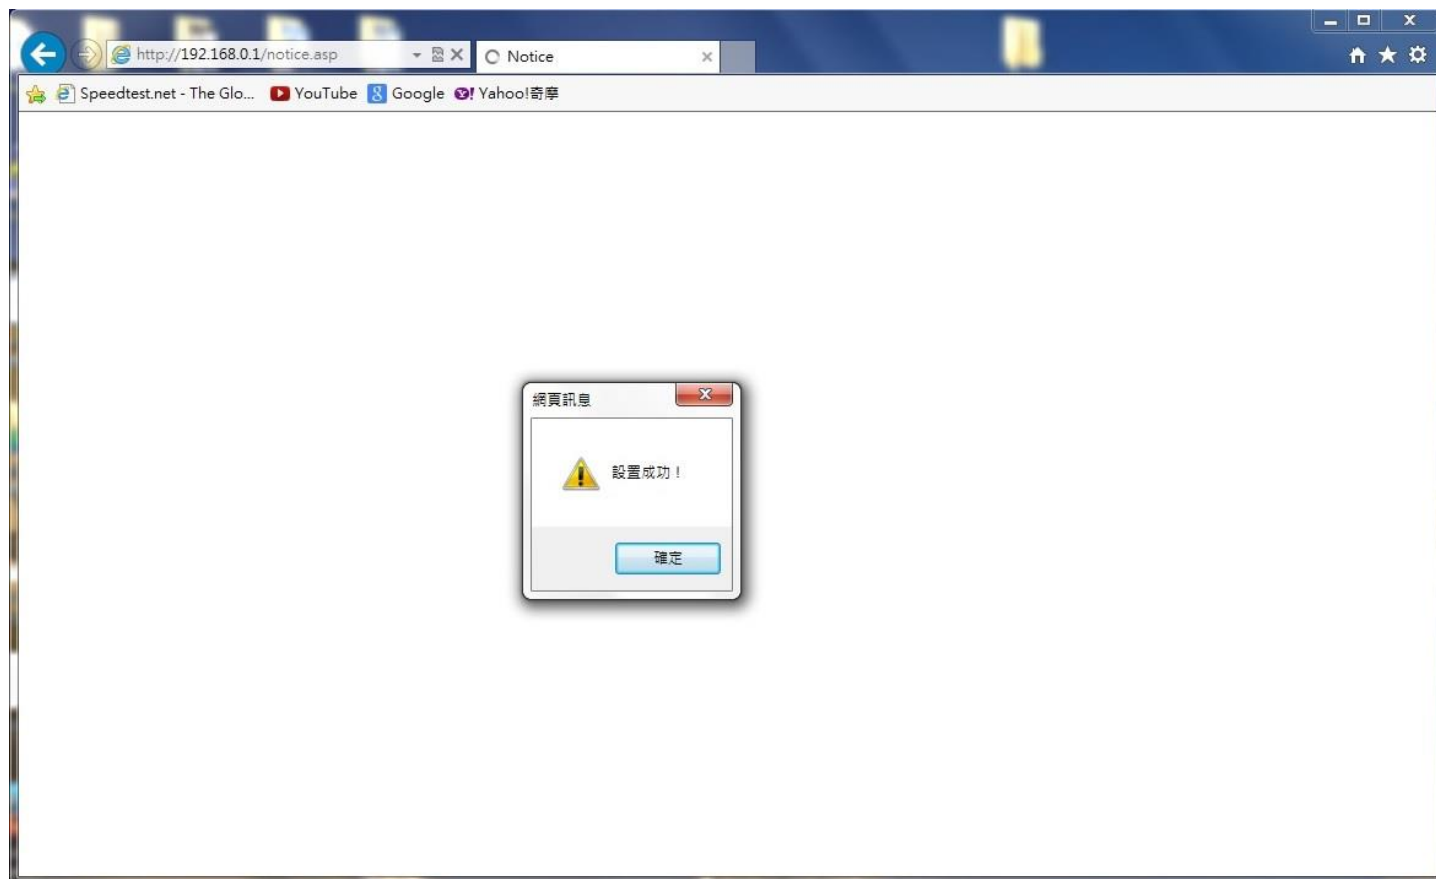 http://192.168.0.1/notice.asp
Notice
Speedtest.net - The Glo... YouTube Google Yahoo!奇摩
網頁訊息
設置成功！
確定